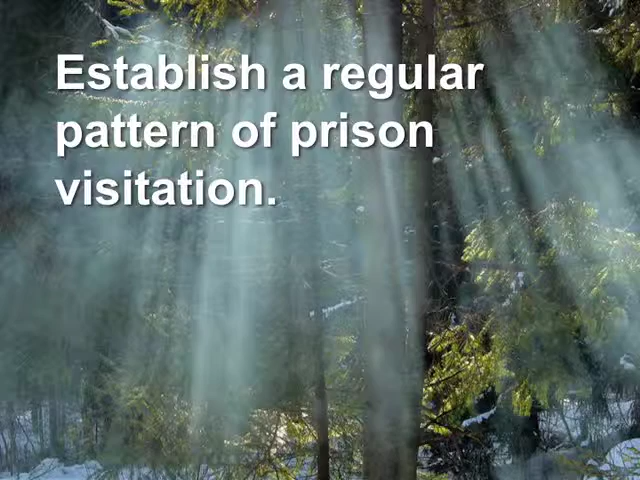 Establish a regular
pattern of prison
visitation.